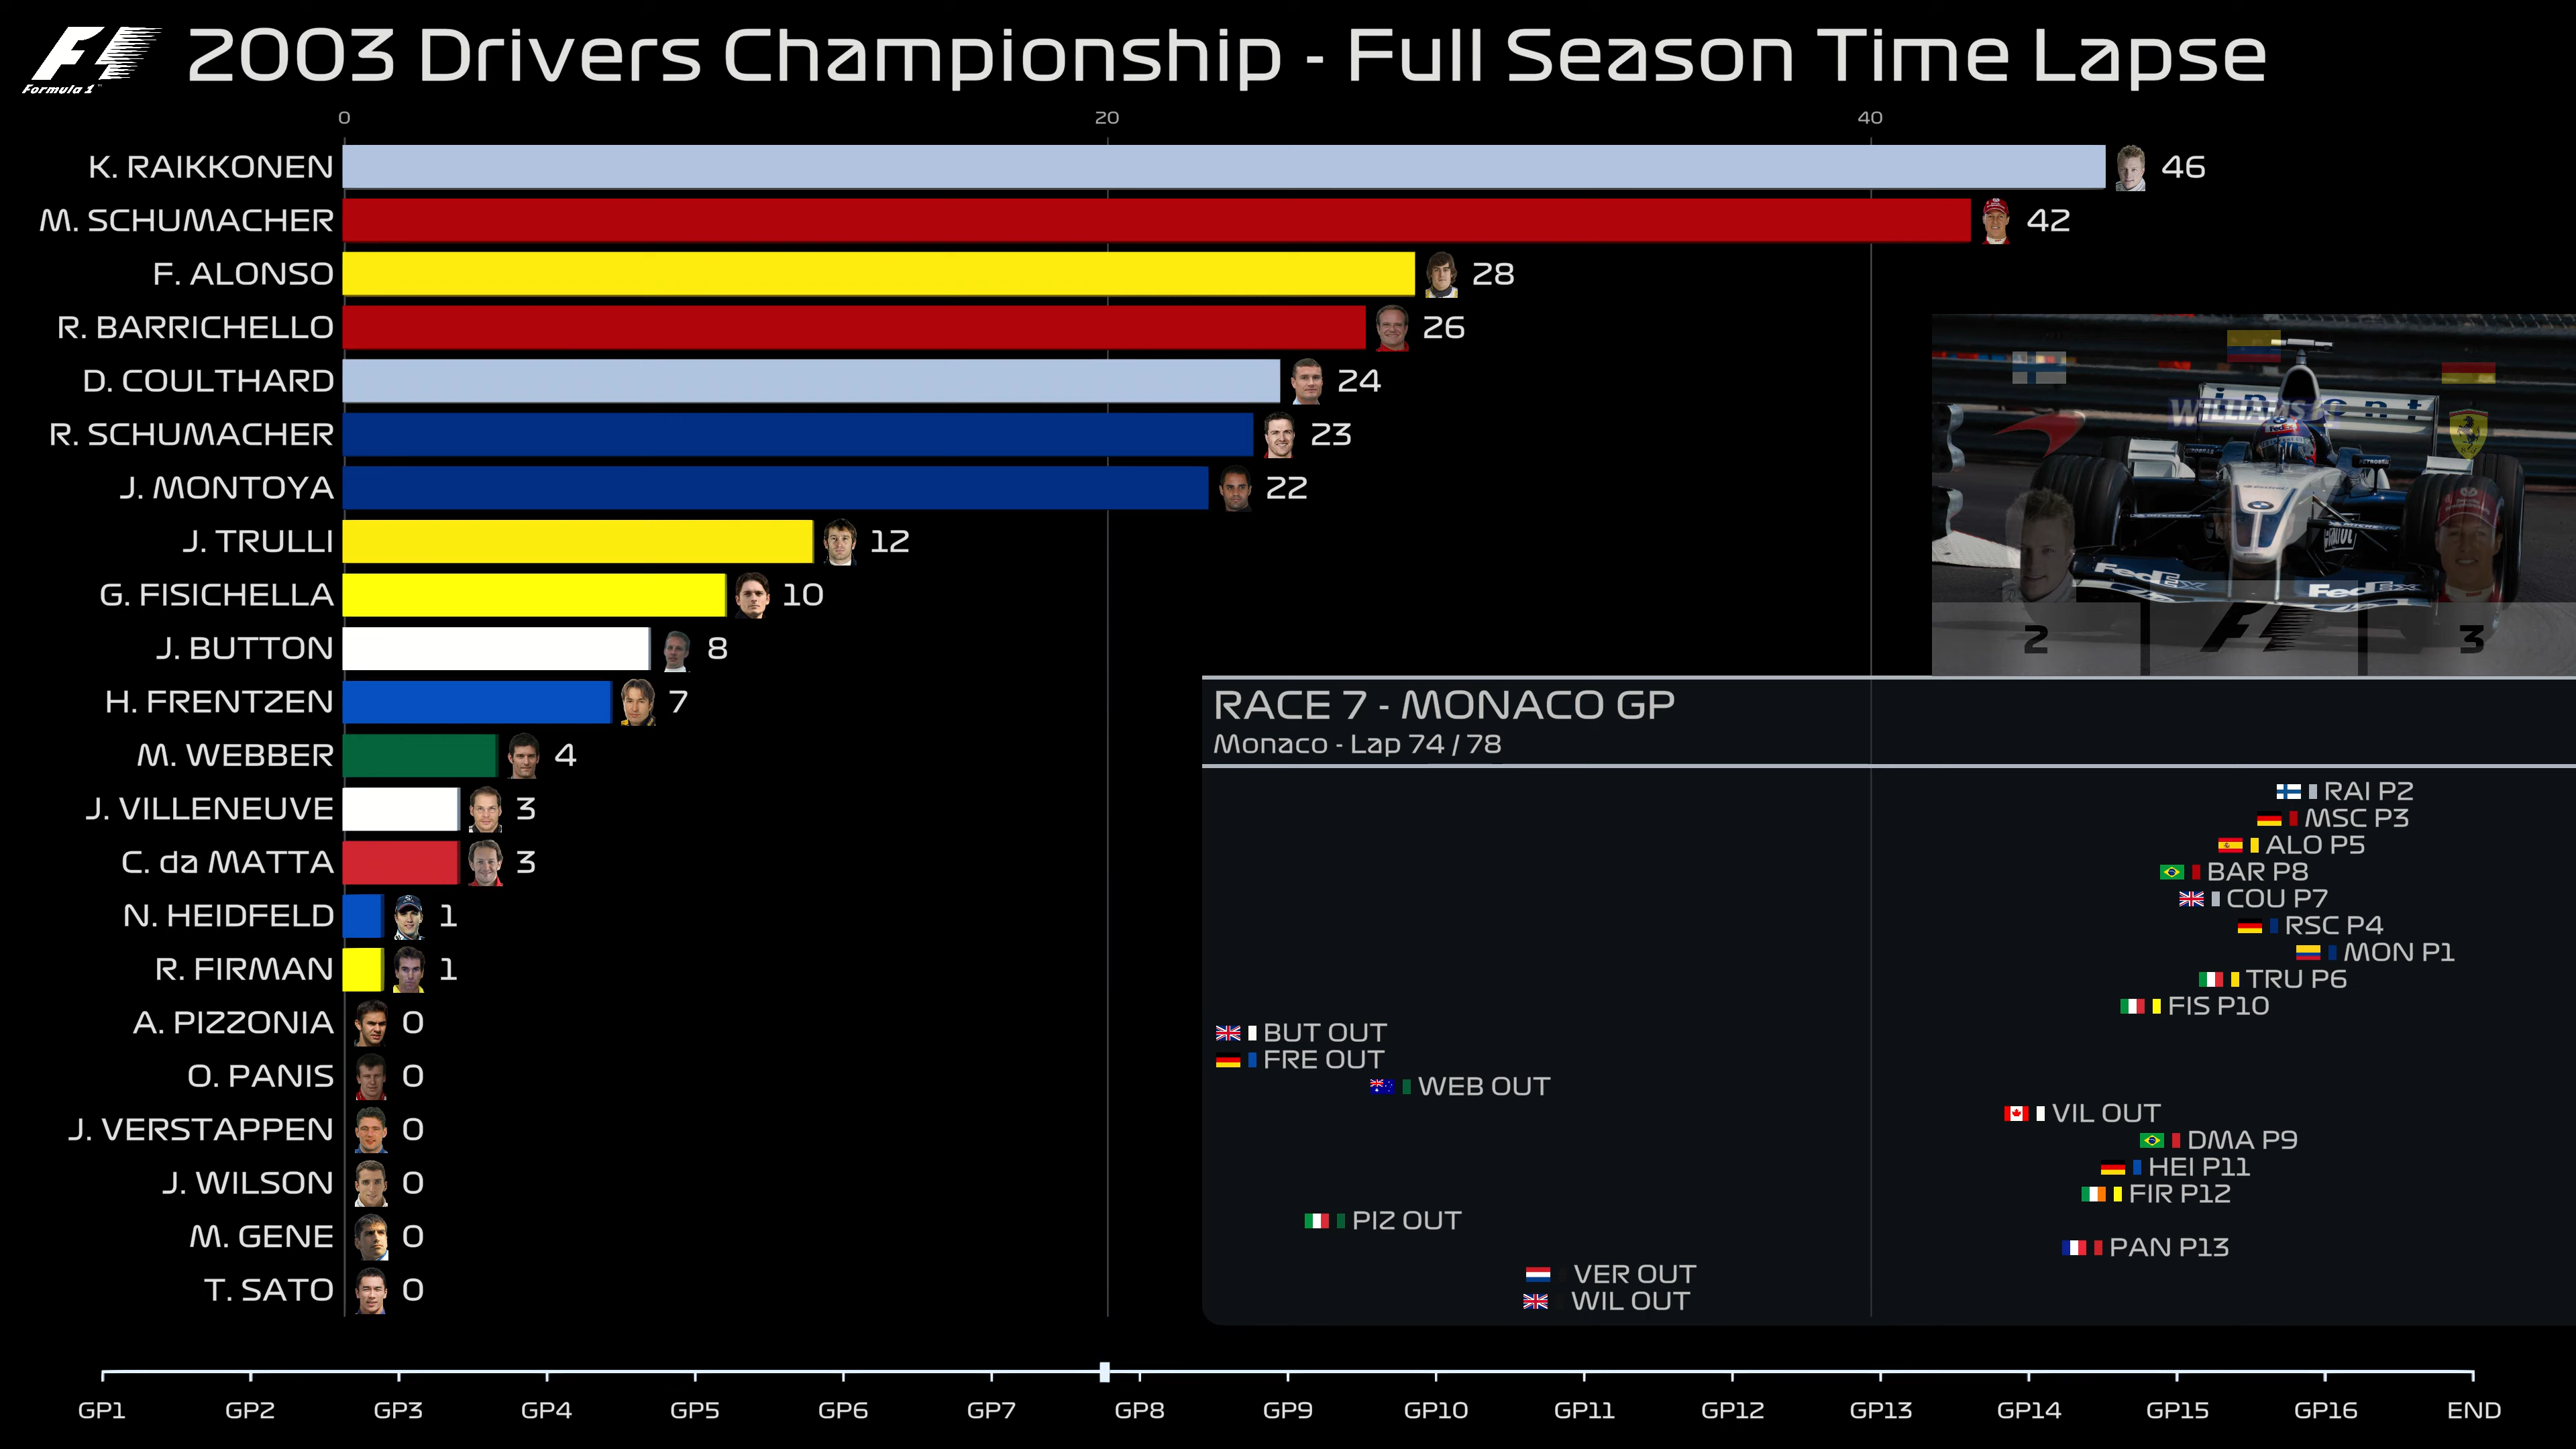 Formula 1
2003 Drivers Championship - Full Season Time Lapse
0 20 40
K. RAIKKONEN 46
M. SCHUMACHER 42
F. ALONSO 28
R. BARRICHELLO 26
D. COULTHARD 24
R. SCHUMACHER 23
J. MONTOYA 22
J. TRULLI 12
G. FISICHELLA 10
J. BUTTON 8
H. FRENTZEN 7
M. WEBBER 4
J. VILLENEUVE 3
C. da MATTA 3
N. HEIDFELD 1
R. FIRMAN 1
A. PIZZONIA 0
O. PANIS 0
J. VERSTAPPEN 0
J. WILSON 0
M. GENE 0
T. SATO 0
FedEx
FedEx FedEx
2 3
RACE 7 - MONACO GP
Monaco - Lap 74 / 78
RAI P2
MSC P3
ALO P5
BAR P8
COU P7
RSC P4
MON P1
TRU P6
FIS P10
BUT OUT
FRE OUT
WEB OUT
VIL OUT
DMA P9
HEI P11
FIR P12
PIZ OUT
PAN P13
VER OUT
WIL OUT
GP1 GP2 GP3 GP4 GP5 GP6 GP7 GP8 GP9 GP10 GP11 GP12 GP13 GP14 GP15 GP16 END